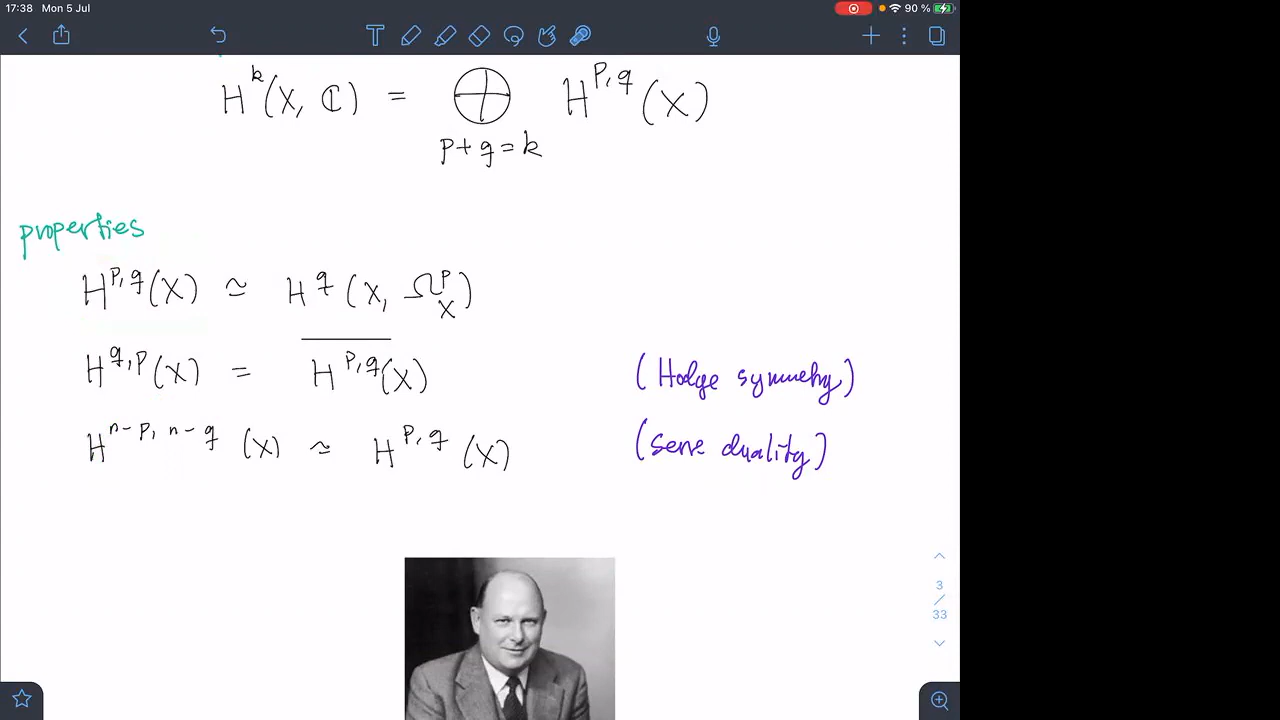 17:38 Mon 5 Jul 90 %
H^k(X, ℂ) = ⊕ H^{p,q}(X)
p+q=k
properties
H^{p,q}(X) ≃ H^q(X, Ω^p_X)
H^{q,p}(X) = \overline{H^{p,q}(X)} (Hodge symmetry)
H^{n-p, n-q}(X) ≃ H^{p,q}(X) (Serre duality)
3
/
33